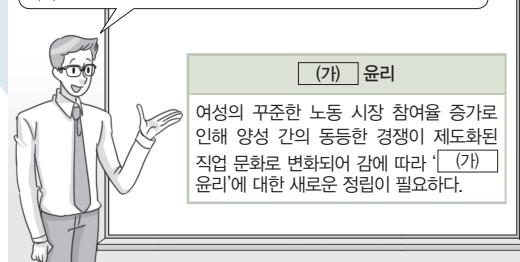 (가) 윤리
여성의 꾸준한 노동 시장 참여율 증가로
인해 양성 간의 동등한 경쟁이 제도화된
직업 문화로 변화되어 감에 따라 ‘ (가)
윤리’에 대한 새로운 정립이 필요하다.